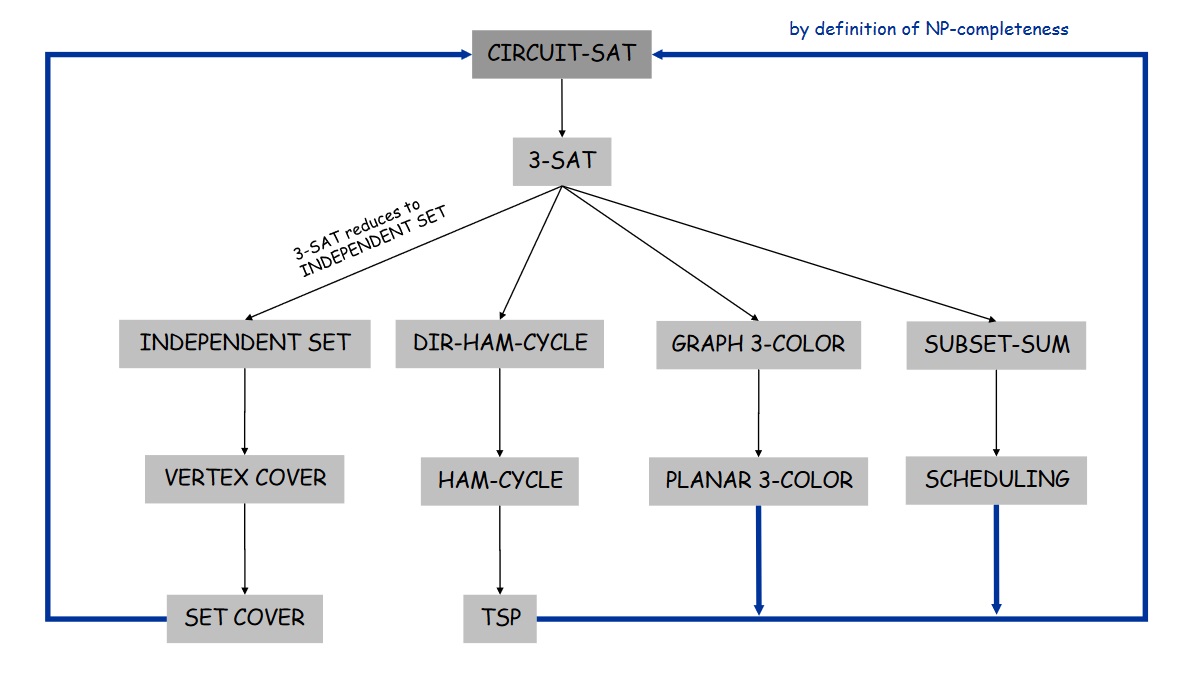 by definition of NP-completeness
CIRCUIT-SAT
3-SAT
3-SAT reduces to
INDEPENDENT SET
INDEPENDENT SET
DIR-HAM-CYCLE
GRAPH 3-COLOR
SUBSET-SUM
VERTEX COVER
HAM-CYCLE
PLANAR 3-COLOR
SCHEDULING
SET COVER
TSP